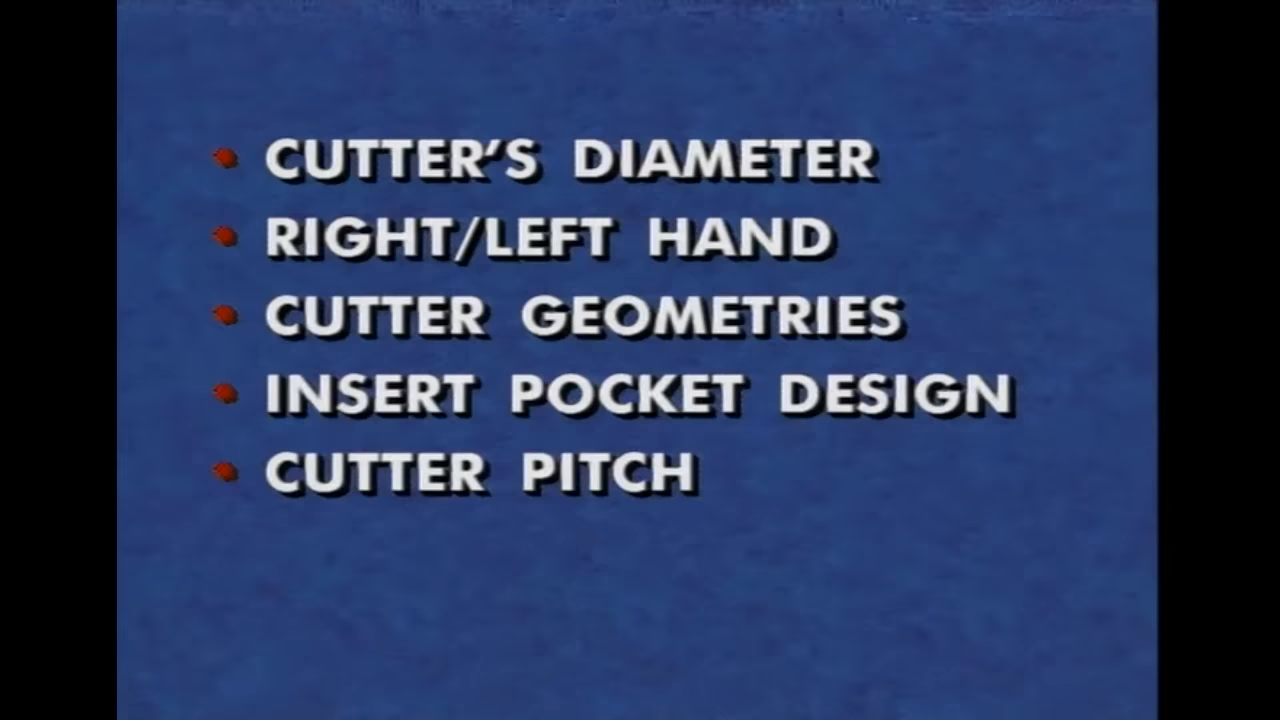 • CUTTER'S DIAMETER
• RIGHT/LEFT HAND
• CUTTER GEOMETRIES
• INSERT POCKET DESIGN
• CUTTER PITCH